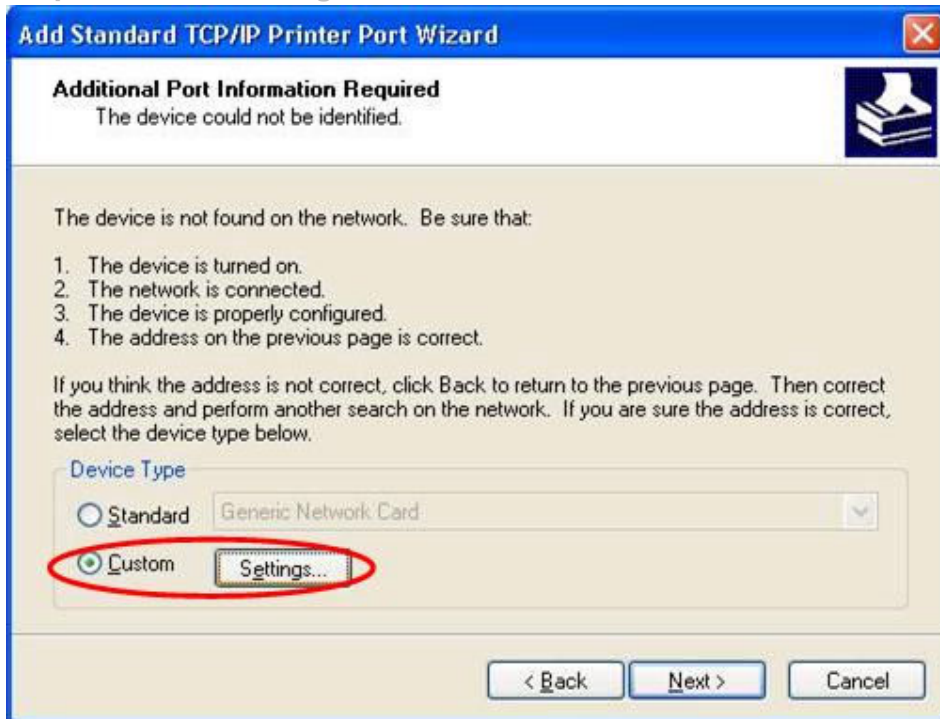 Add Standard TCP/IP Printer Port Wizard
Additional Port Information Required
The device could not be identified.
The device is not found on the network. Be sure that:
1. The device is turned on.
2. The network is connected.
3. The device is properly configured.
4. The address on the previous page is correct.
If you think the address is not correct, click Back to return to the previous page. Then correct
the address and perform another search on the network. If you are sure the address is correct,
select the device type below.
Device Type
Standard Generic Network Card
Custom Settings...
< Back Next > Cancel